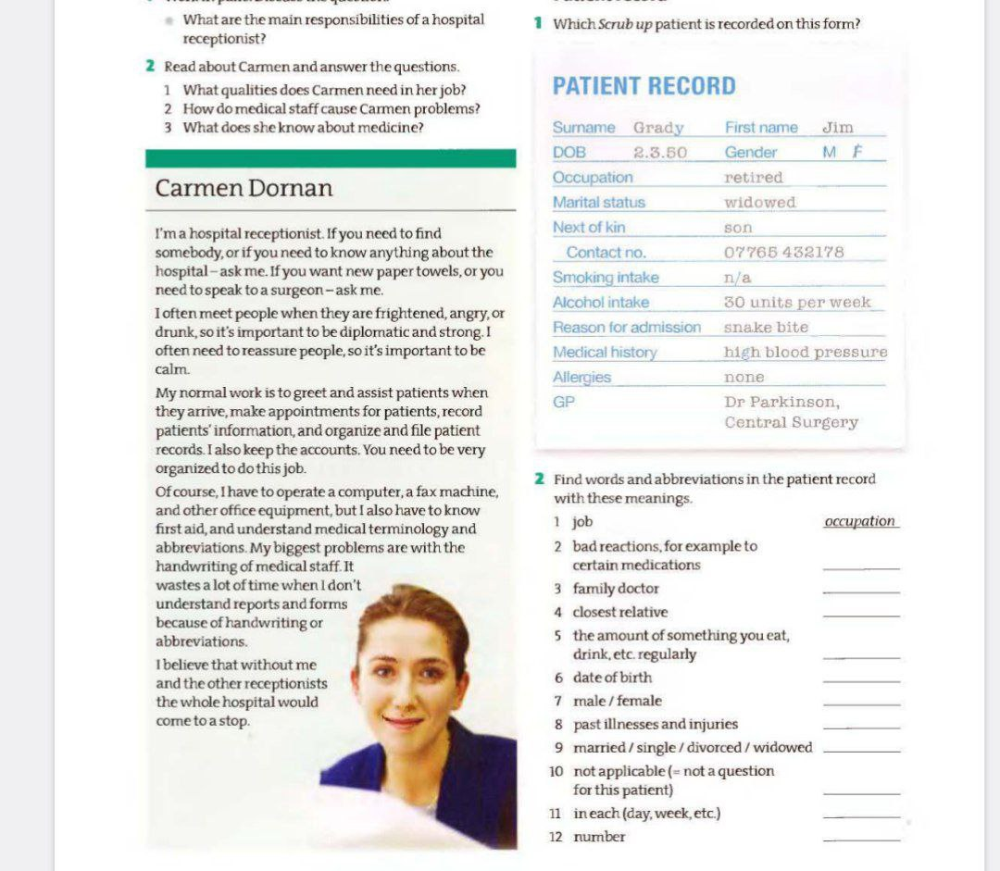 What are the main responsibilities of a hospital
receptionist?
2 Read about Carmen and answer the questions.
1 What qualities does Carmen need in her job?
2 How do medical staff cause Carmen problems?
3 What does she know about medicine?
Carmen Dornan
I'm a hospital receptionist. If you need to find
somebody, or if you need to know anything about the
hospital – ask me. If you want new paper towels, or you
need to speak to a surgeon – ask me.
I often meet people when they are frightened, angry, or
drunk, so it's important to be diplomatic and strong. I
often need to reassure people, so it's important to be
calm.
My normal work is to greet and assist patients when
they arrive, make appointments for patients, record
patients' information, and organize and file patient
records. I also keep the accounts. You need to be very
organized to do this job.
Of course, I have to operate a computer, a fax machine,
and other office equipment, but I also have to know
first aid, and understand medical terminology and
abbreviations. My biggest problems are with the
handwriting of medical staff. It
wastes a lot of time when I don't
understand reports and forms
because of handwriting or
abbreviations.
I believe that without me
and the other receptionists
the whole hospital would
come to a stop.
1 Which Scrub up patient is recorded on this form?
PATIENT RECORD
Surname Grady First name Jim
DOB 2.3.50 Gender M F
Occupation retired
Marital status widowed
Next of kin son
Contact no. 07765 432178
Smoking intake n/a
Alcohol intake 30 units per week
Reason for admission snake bite
Medical history high blood pressure
Allergies none
GP Dr Parkinson,
Central Surgery
2 Find words and abbreviations in the patient record
with these meanings.
1 job occupation
2 bad reactions, for example to
certain medications
3 family doctor
4 closest relative
5 the amount of something you eat,
drink, etc. regularly
6 date of birth
7 male / female
8 past illnesses and injuries
9 married / single / divorced / widowed
10 not applicable (= not a question
for this patient)
11 in each (day, week, etc.)
12 number